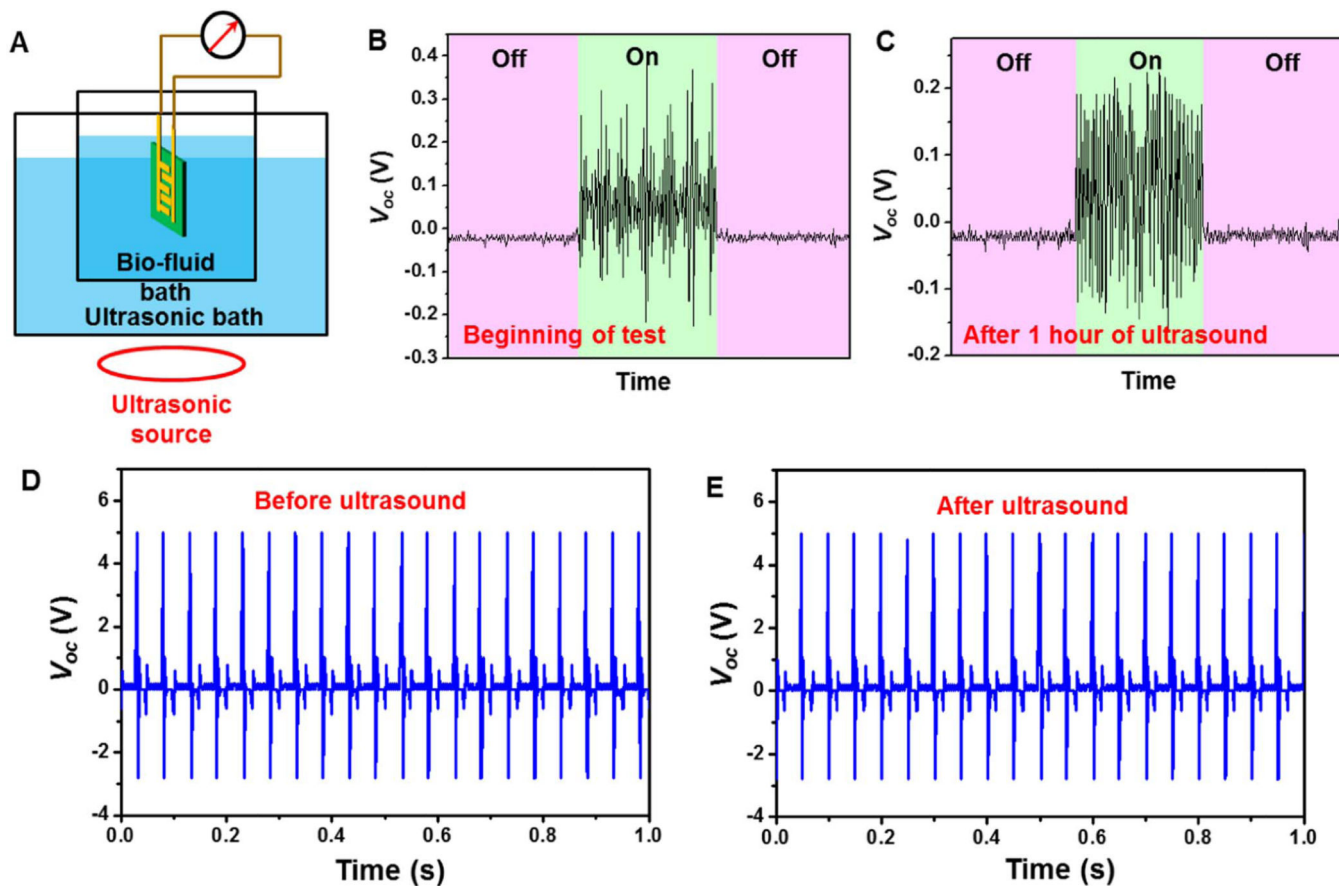 A
Bio-fluid
bath
Ultrasonic bath
Ultrasonic
source
B
Off
On
Off
0.4
0.3
0.2
0.1
0.0
-0.1
-0.2
-0.3
Voc (V)
Beginning of test
Time
C
Off
On
Off
0.2
0.1
0.0
-0.1
-0.2
Voc (V)
After 1 hour of ultrasound
Time
D
Before ultrasound
6
4
2
0
-2
-4
Voc (V)
0.0 0.2 0.4 0.6 0.8 1.0
Time (s)
E
After ultrasound
6
4
2
0
-2
-4
Voc (V)
0.0 0.2 0.4 0.6 0.8 1.0
Time (s)